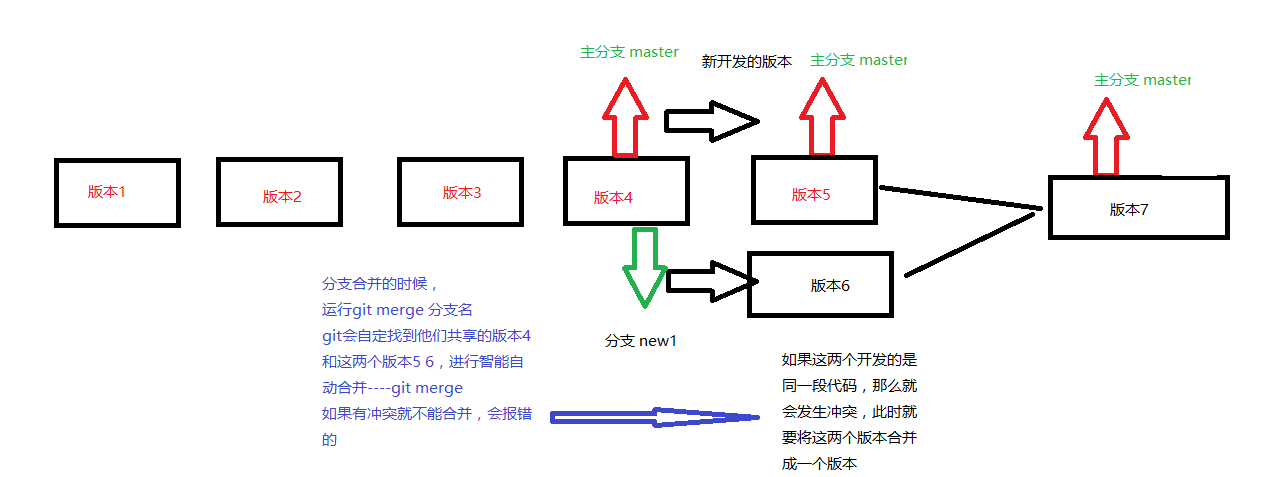 主分支 master
新开发的版本
主分支 master
主分支 master
版本1
版本2
版本3
版本4
版本5
版本7
版本6
分支 new1
分支合并的时候，
运行git merge 分支名
git会自定找到他们共享的版本4
和这两个版本5 6，进行智能自
动合并----git merge
如果有冲突就不能合并，会报错
的
如果这两个开发的是
同一段代码，那么就
会发生冲突，此时就
要将这两个版本合并
成一个版本